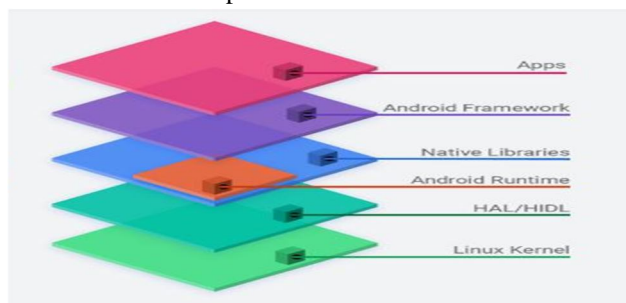 Apps
Android Framework
Native Libraries
Android Runtime
HAL/HIDL
Linux Kernel